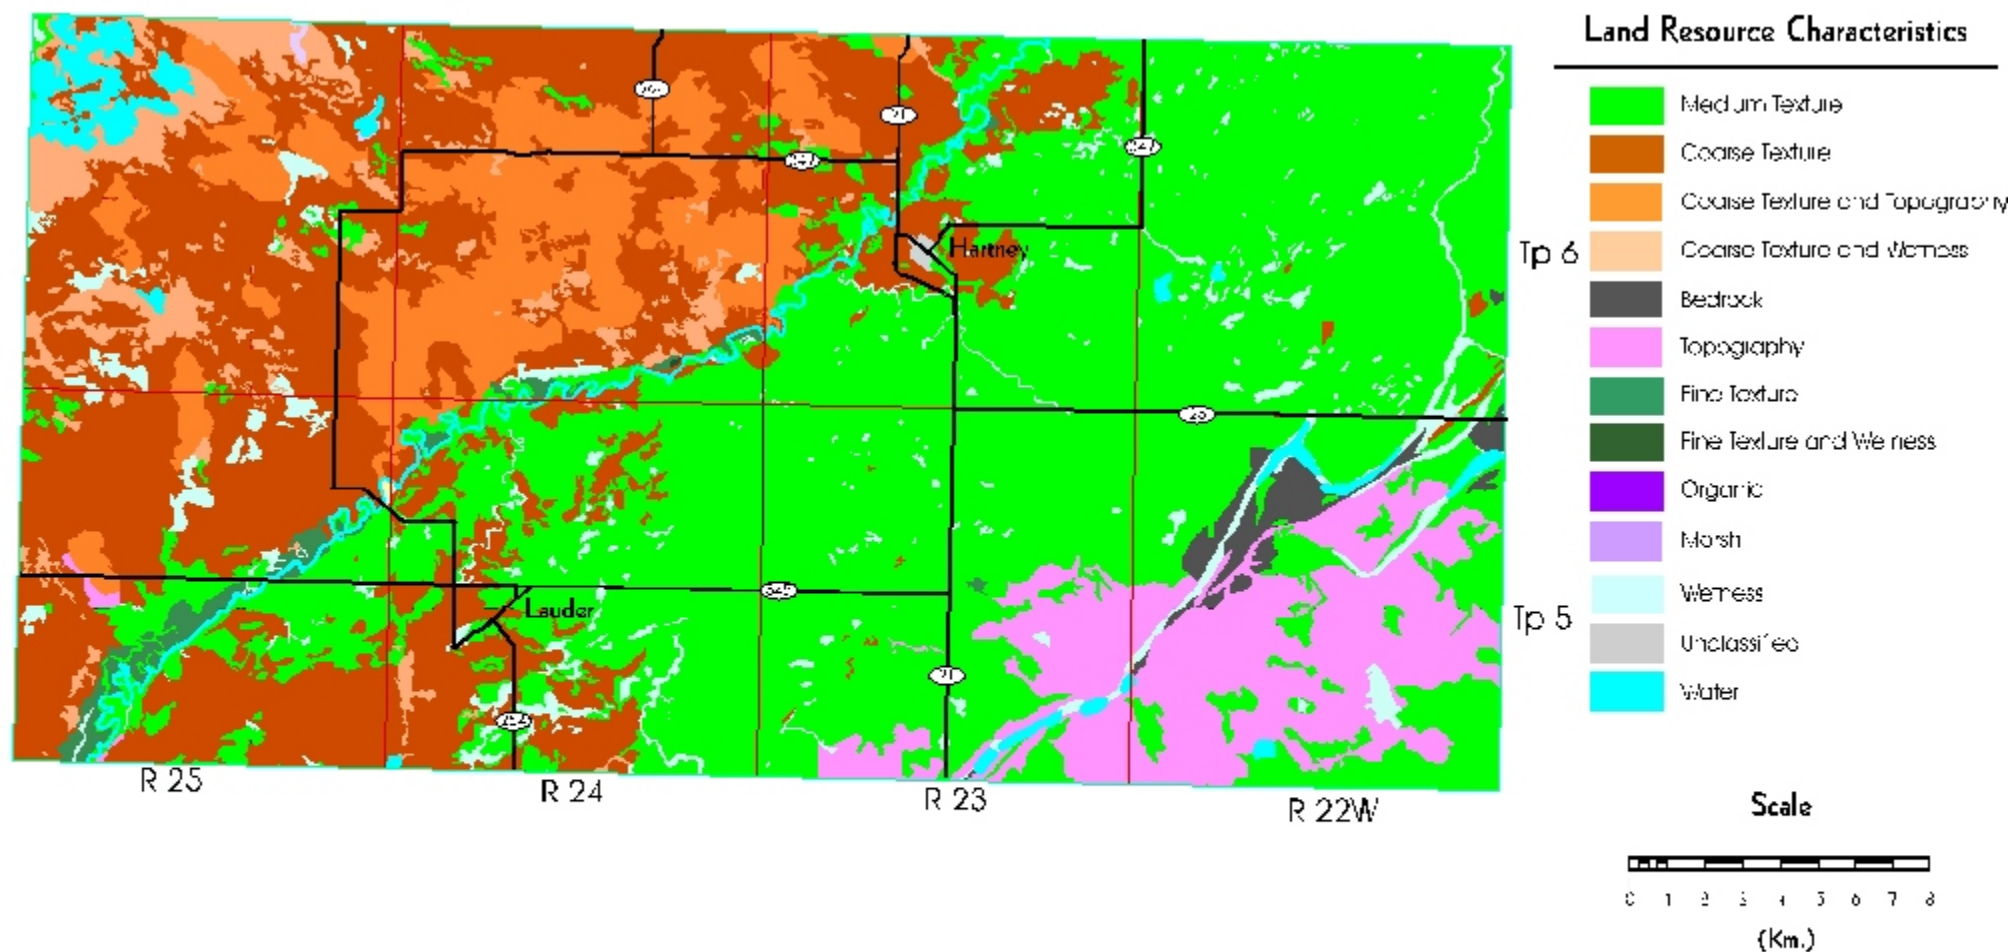 Land Resource Characteristics
Medium Texture
Coarse Texture
Coarse Texture and Topography
Coarse Texture and Wetness
Bedrock
Topography
Fine Texture
Fine Texture and Wetness
Organic
Marsh
Wetness
Unclassified
Water
21
Hartney
Tp 6
Lauder
Tp 5
21
R 25
R 24
R 23
R 22W
Scale
0 1 2 3 4 5 6 7 8
(Km.)